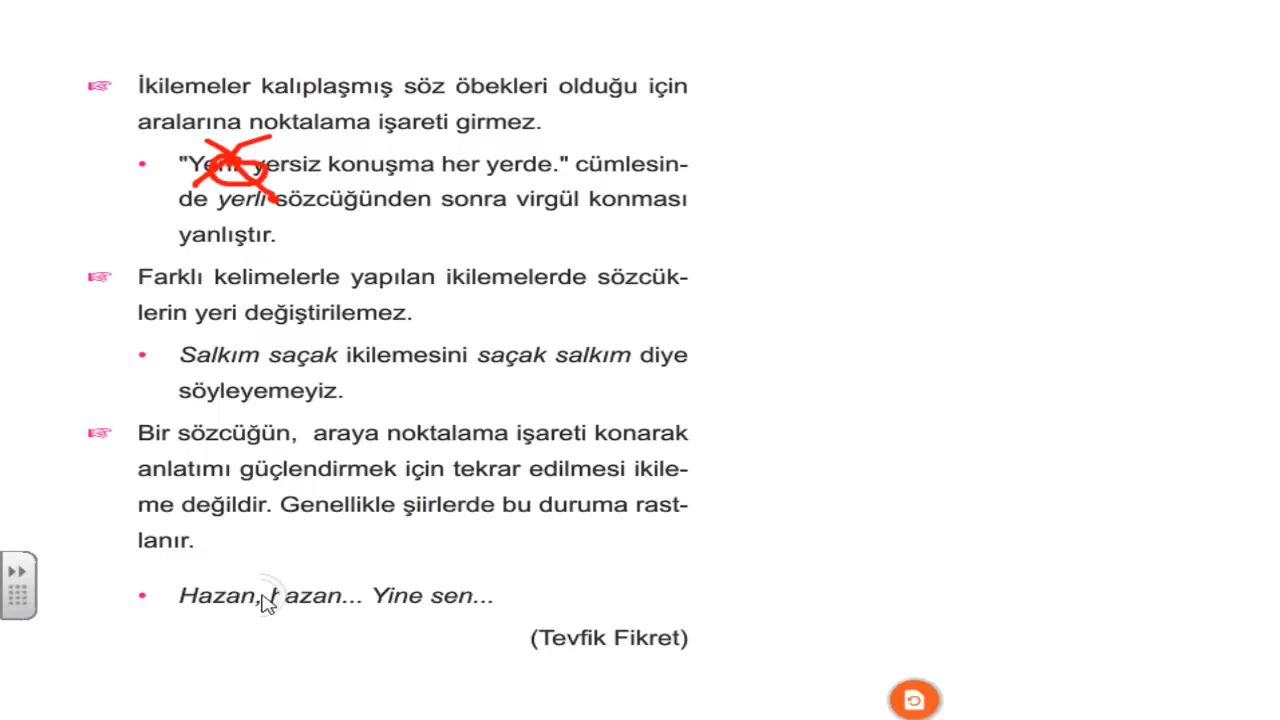 İkilemeler kalıplaşmış söz öbekleri olduğu için
aralarına noktalama işareti girmez.
yersiz konuşma her yerde." cümlesin-
de yerli sözcüğünden sonra virgül konması
yanlıştır.
Farklı kelimelerle yapılan ikilemelerde sözcük-
lerin yeri değiştirilemez.
Salkım saçak ikilemesini saçak salkım diye
söyleyemeyiz.
Bir sözcüğün, araya noktalama işareti konarak
anlatımı güçlendirmek için tekrar edilmesi ikile-
me değildir. Genellikle şiirlerde bu duruma rast-
lanır.
Hazan, hazan... Yine sen...
(Tevfik Fikret)